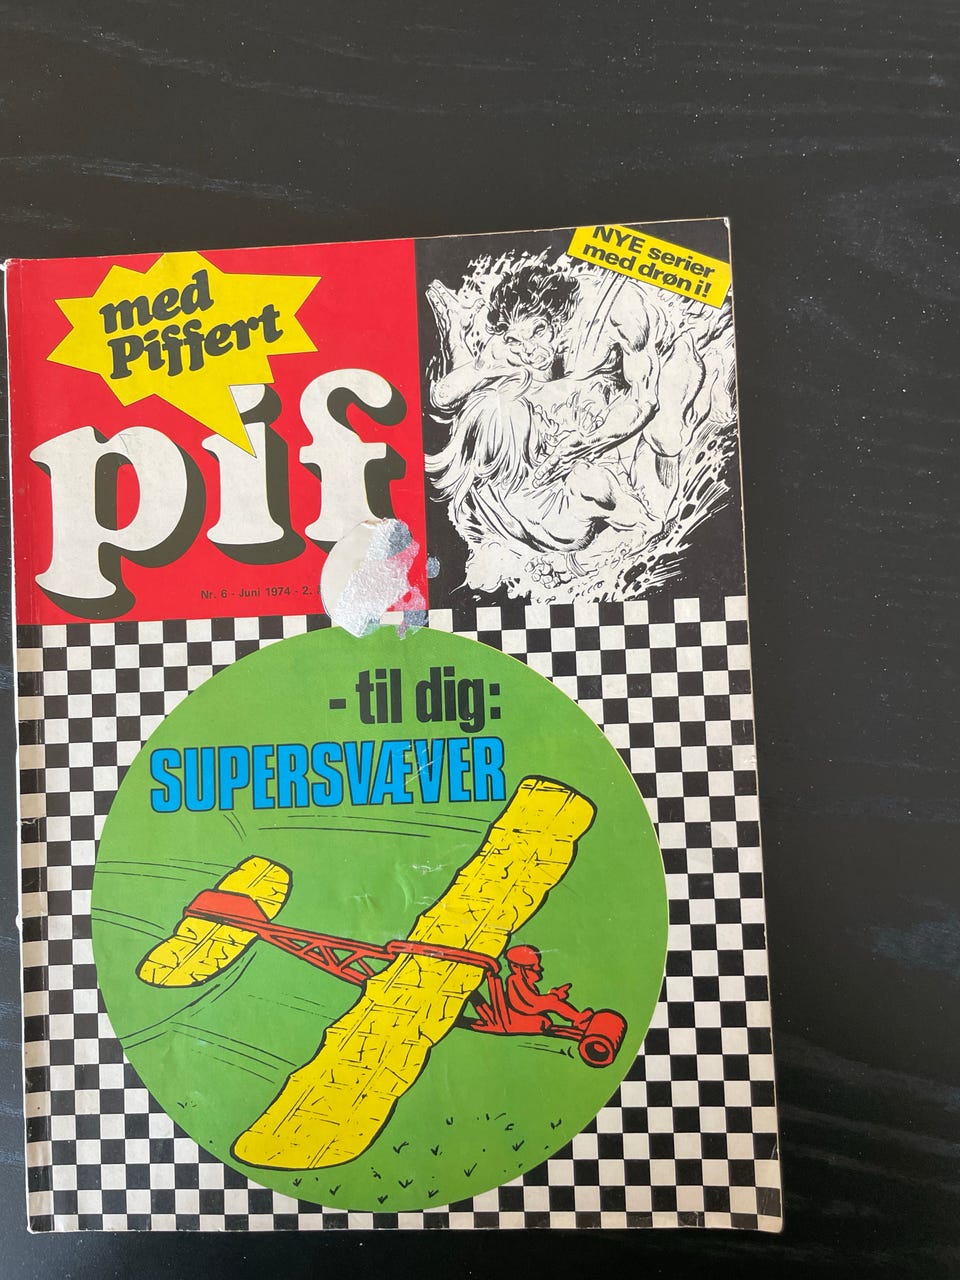 med
Piffert
pif
NYE serier
med drøn i!
Nr. 6 - Juni 1974 - 2.
- til dig:
SUPERSVÆVER